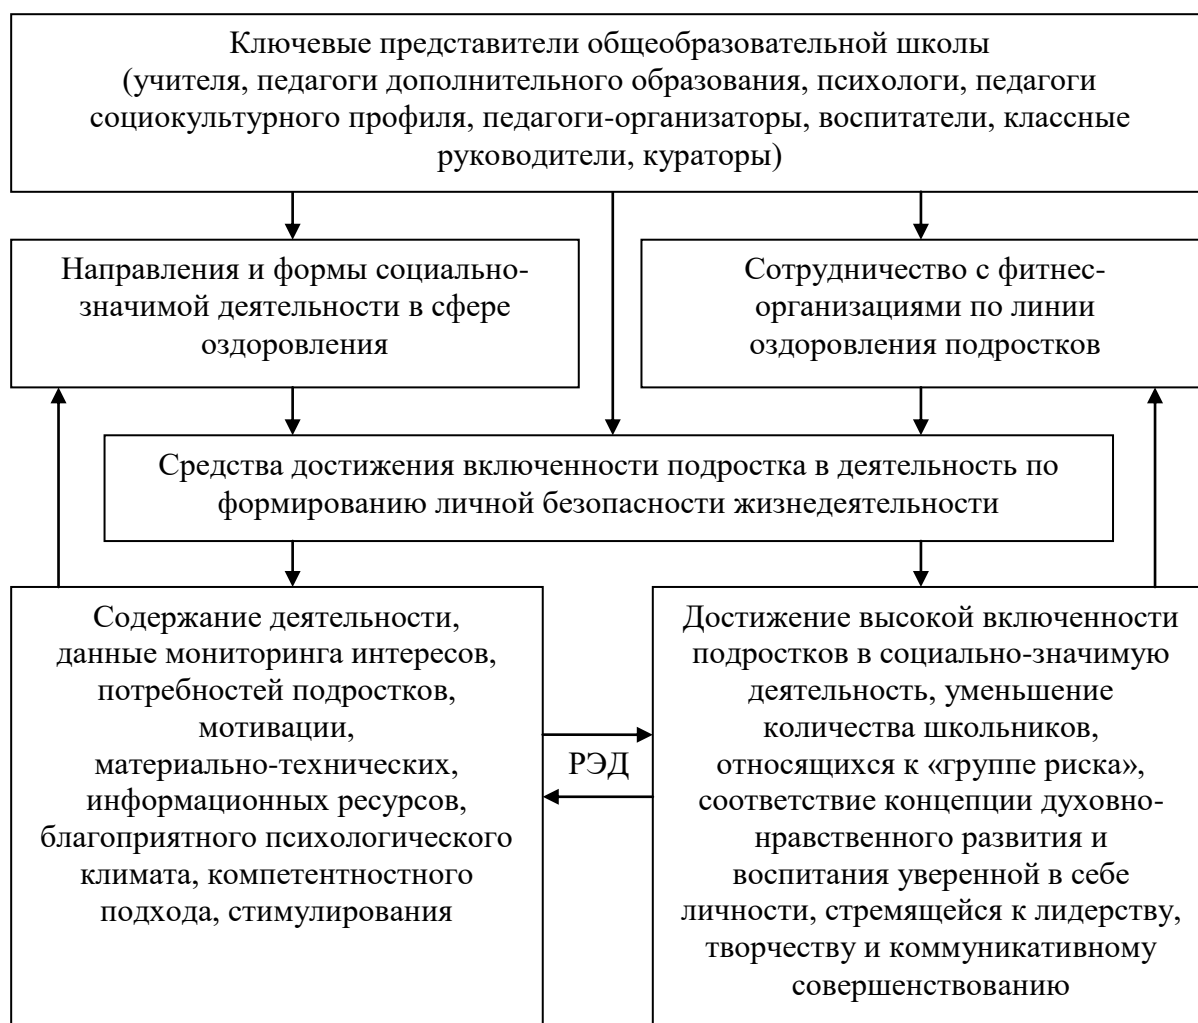 Ключевые представители общеобразовательной школы
(учителя, педагоги дополнительного образования, психологи, педагоги
социокультурного профиля, педагоги-организаторы, воспитатели, классные
руководители, кураторы)
Направления и формы социально-
значимой деятельности в сфере
оздоровления
Сотрудничество с фитнес-
организациями по линии
оздоровления подростков
Средства достижения включенности подростка в деятельность по
формированию личной безопасности жизнедеятельности
Содержание деятельности,
данные мониторинга интересов,
потребностей подростков,
мотивации,
материально-технических,
информационных ресурсов,
благоприятного психологического
климата, компетентностного
подхода, стимулирования
РЭД
Достижение высокой включенности
подростков в социально-значимую
деятельность, уменьшение
количества школьников,
относящихся к «группе риска»,
соответствие концепции духовно-
нравственного развития и
воспитания уверенной в себе
личности, стремящейся к лидерству,
творчеству и коммуникативному
совершенствованию